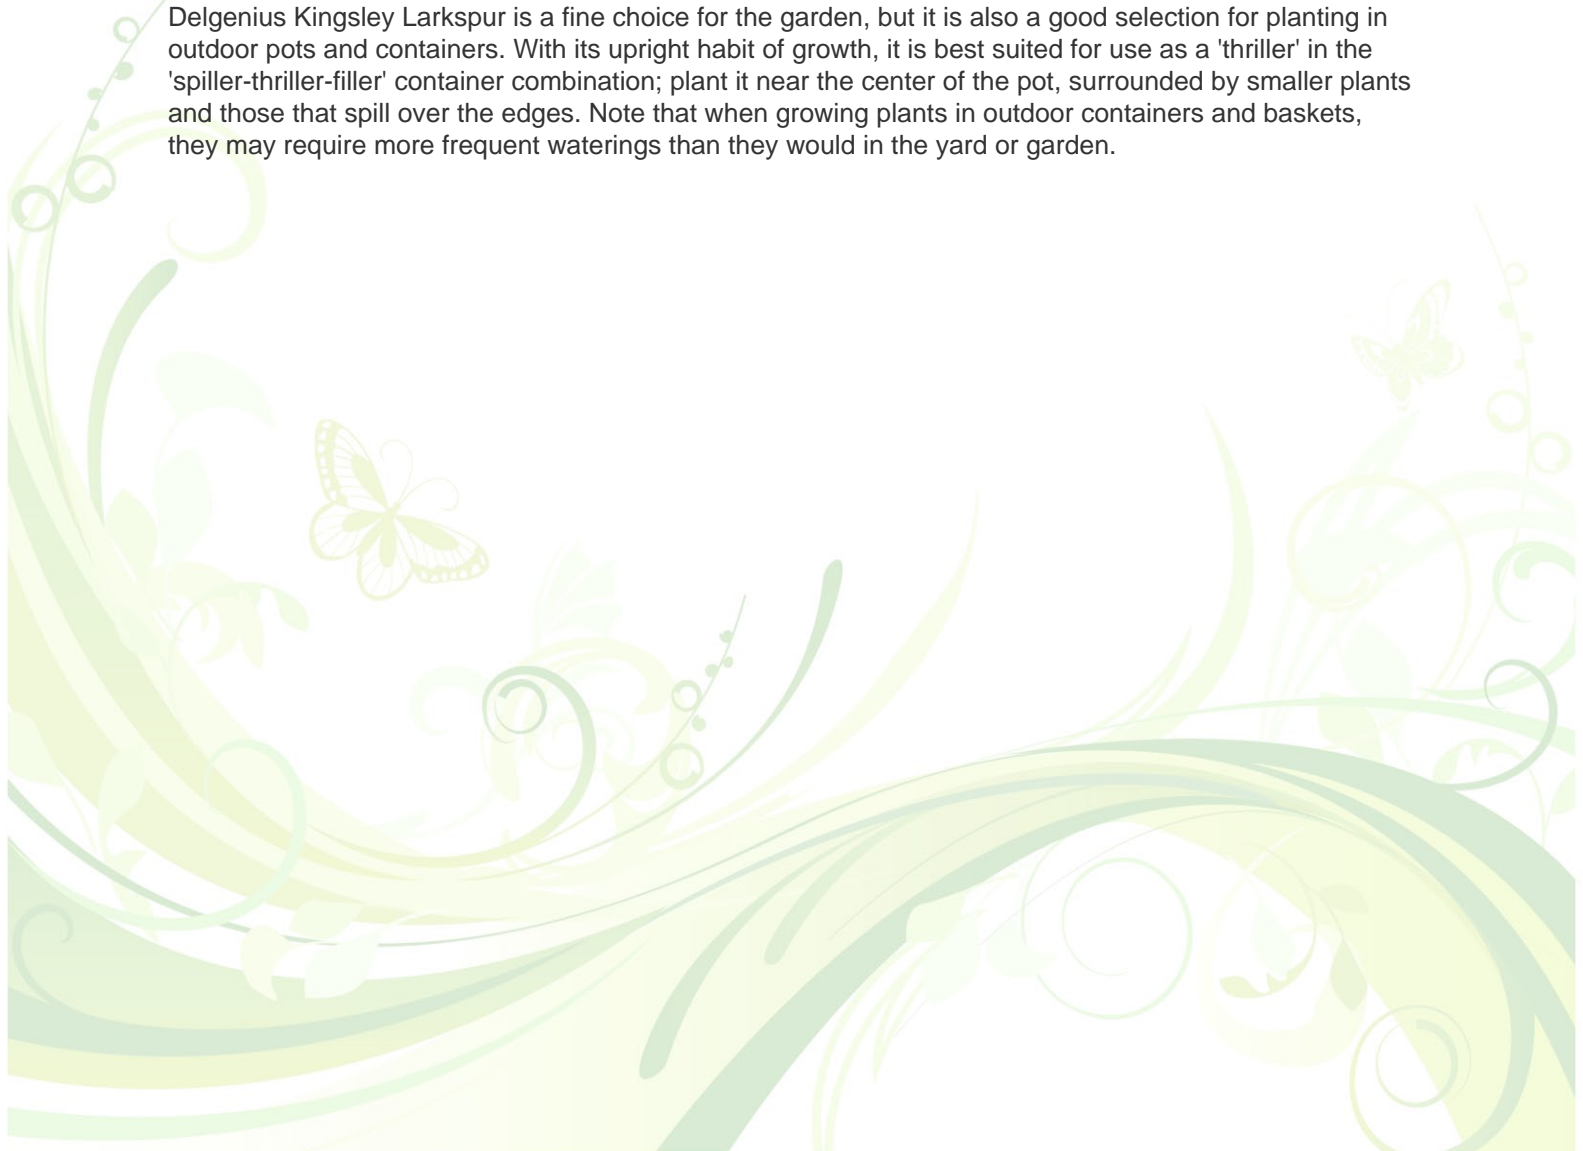 Delgenius Kingsley Larkspur is a fine choice for the garden, but it is also a good selection for planting in
outdoor pots and containers. With its upright habit of growth, it is best suited for use as a 'thriller' in the
'spiller-thriller-filler' container combination; plant it near the center of the pot, surrounded by smaller plants
and those that spill over the edges. Note that when growing plants in outdoor containers and baskets,
they may require more frequent waterings than they would in the yard or garden.